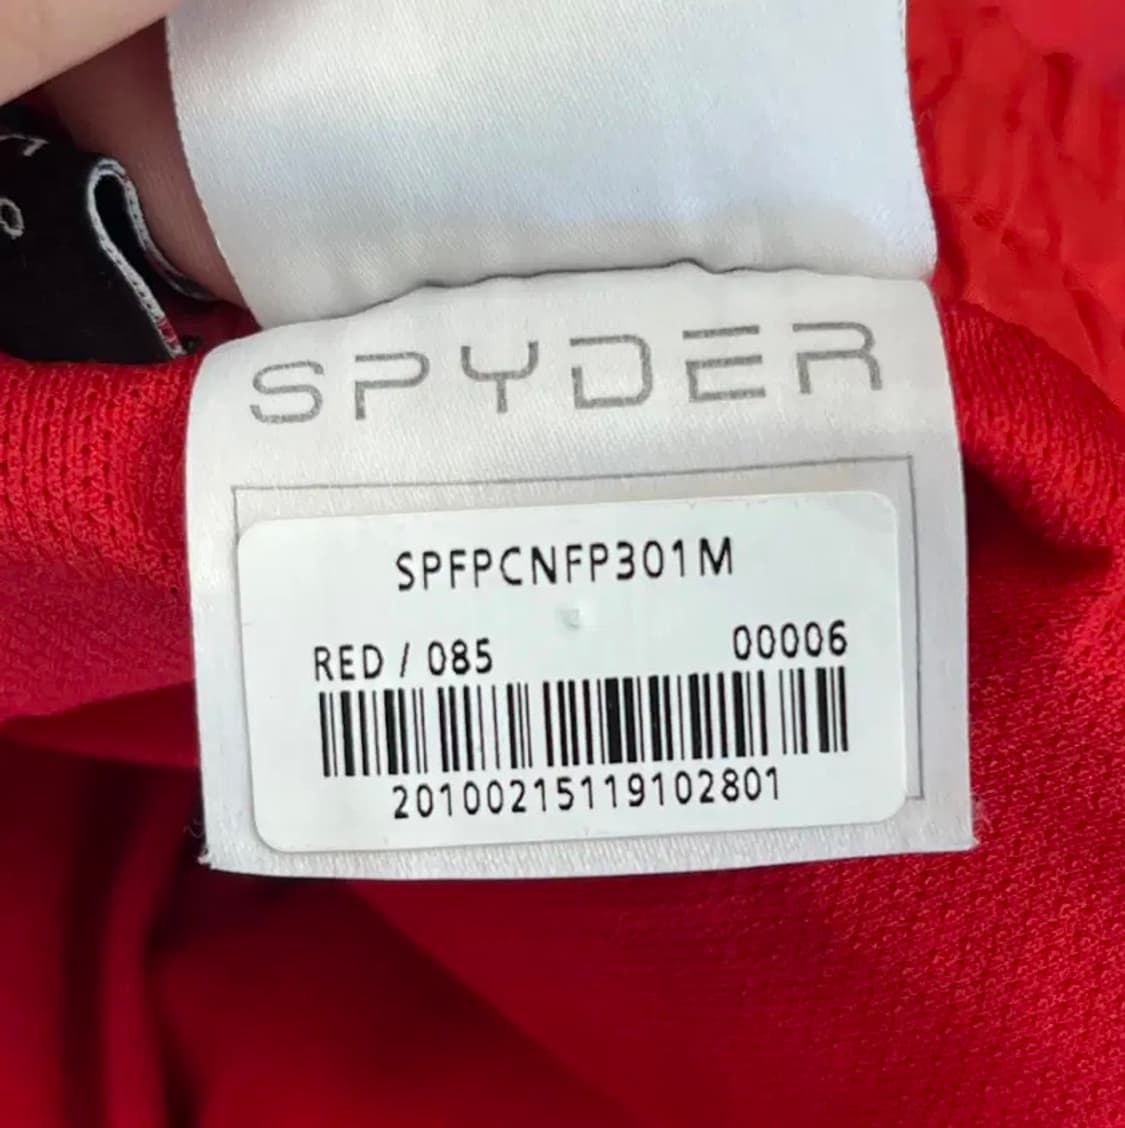 SPYDER
SPFPCNFP301M
RED / 085
00006
20100215119102801